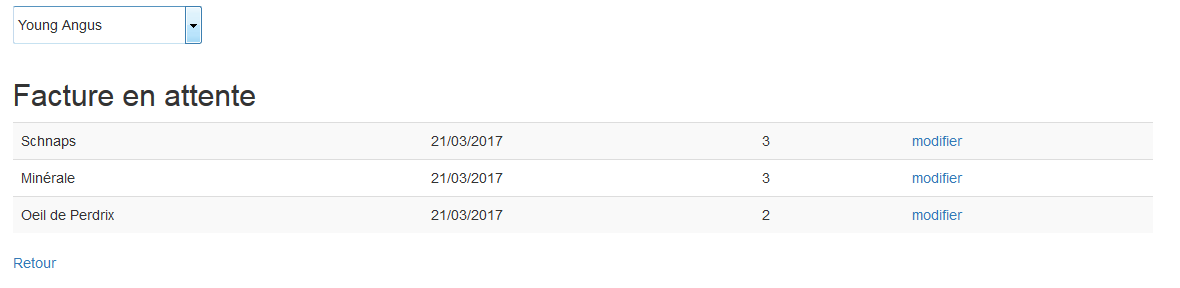 Young Angus
Facture en attente
Schnaps 21/03/2017 3 modifier
Minérale 21/03/2017 3 modifier
Oeil de Perdrix 21/03/2017 2 modifier
Retour